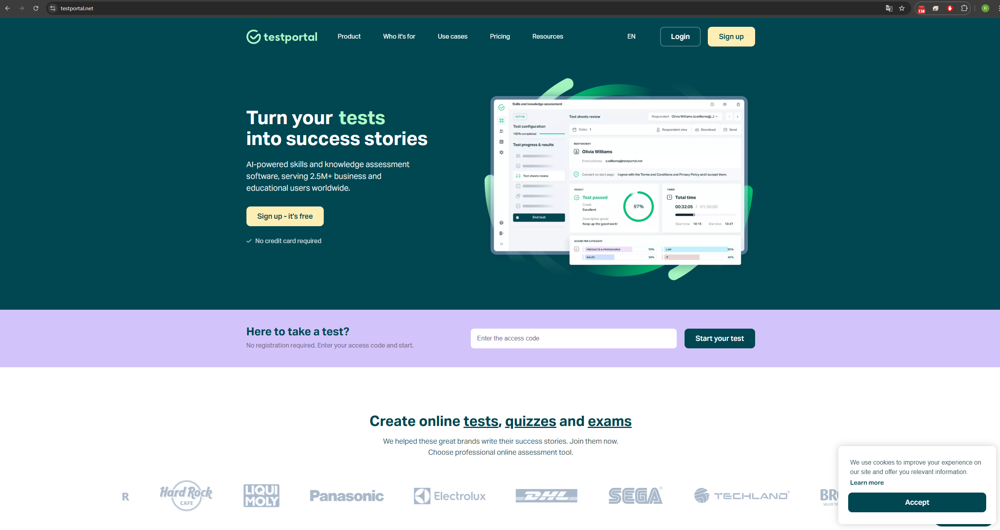 testportal.net
138
R
testportal
Product
Who it's for
Use cases
Pricing
Resources
EN
Login
Sign up
Turn your tests
into success stories
AI-powered skills and knowledge assessment
software, serving 2.5M+ business and
educational users worldwide.
Sign up - it's free
No credit card required
Skills and knowledge assessment
ACTIVE
Test configuration
100% completed
Test progress & results
Test sheets review
End test
Test sheets review
Respondent Olivia Williams (o.williams@...)
Dates 1
Respondent view
Download
Send
RESPONDENT
Olivia Williams
Email address o.williams@testportal.net
Consent on start page I agree with the Terms and Conditions and Privacy Policy and I accept them.
RESULT
Test passed
Grade
Excellent
Descriptive grade
Keep up the good work!
97%
TIMER
Total time
00:32:05 / 01:30:00
Start time 10:15 End time 10:47
SCORE PER CATEGORY
PRODUCTS & PROCEDURES 70%
LAW 95%
SALES 30%
IT 40%
Here to take a test?
No registration required. Enter your access code and start.
Enter the access code
Start your test
Create online tests, quizzes and exams
We helped these great brands write their success stories. Join them now.
Choose professional online assessment tool.
R
Hard Rock
CAFE
LIQUI
MOLY
Panasonic
Electrolux
DHL
SEGA®
TECHLAND®
BRO
VALVE TE
We use cookies to improve your experience on
our site and offer you relevant information.
Learn more
Accept